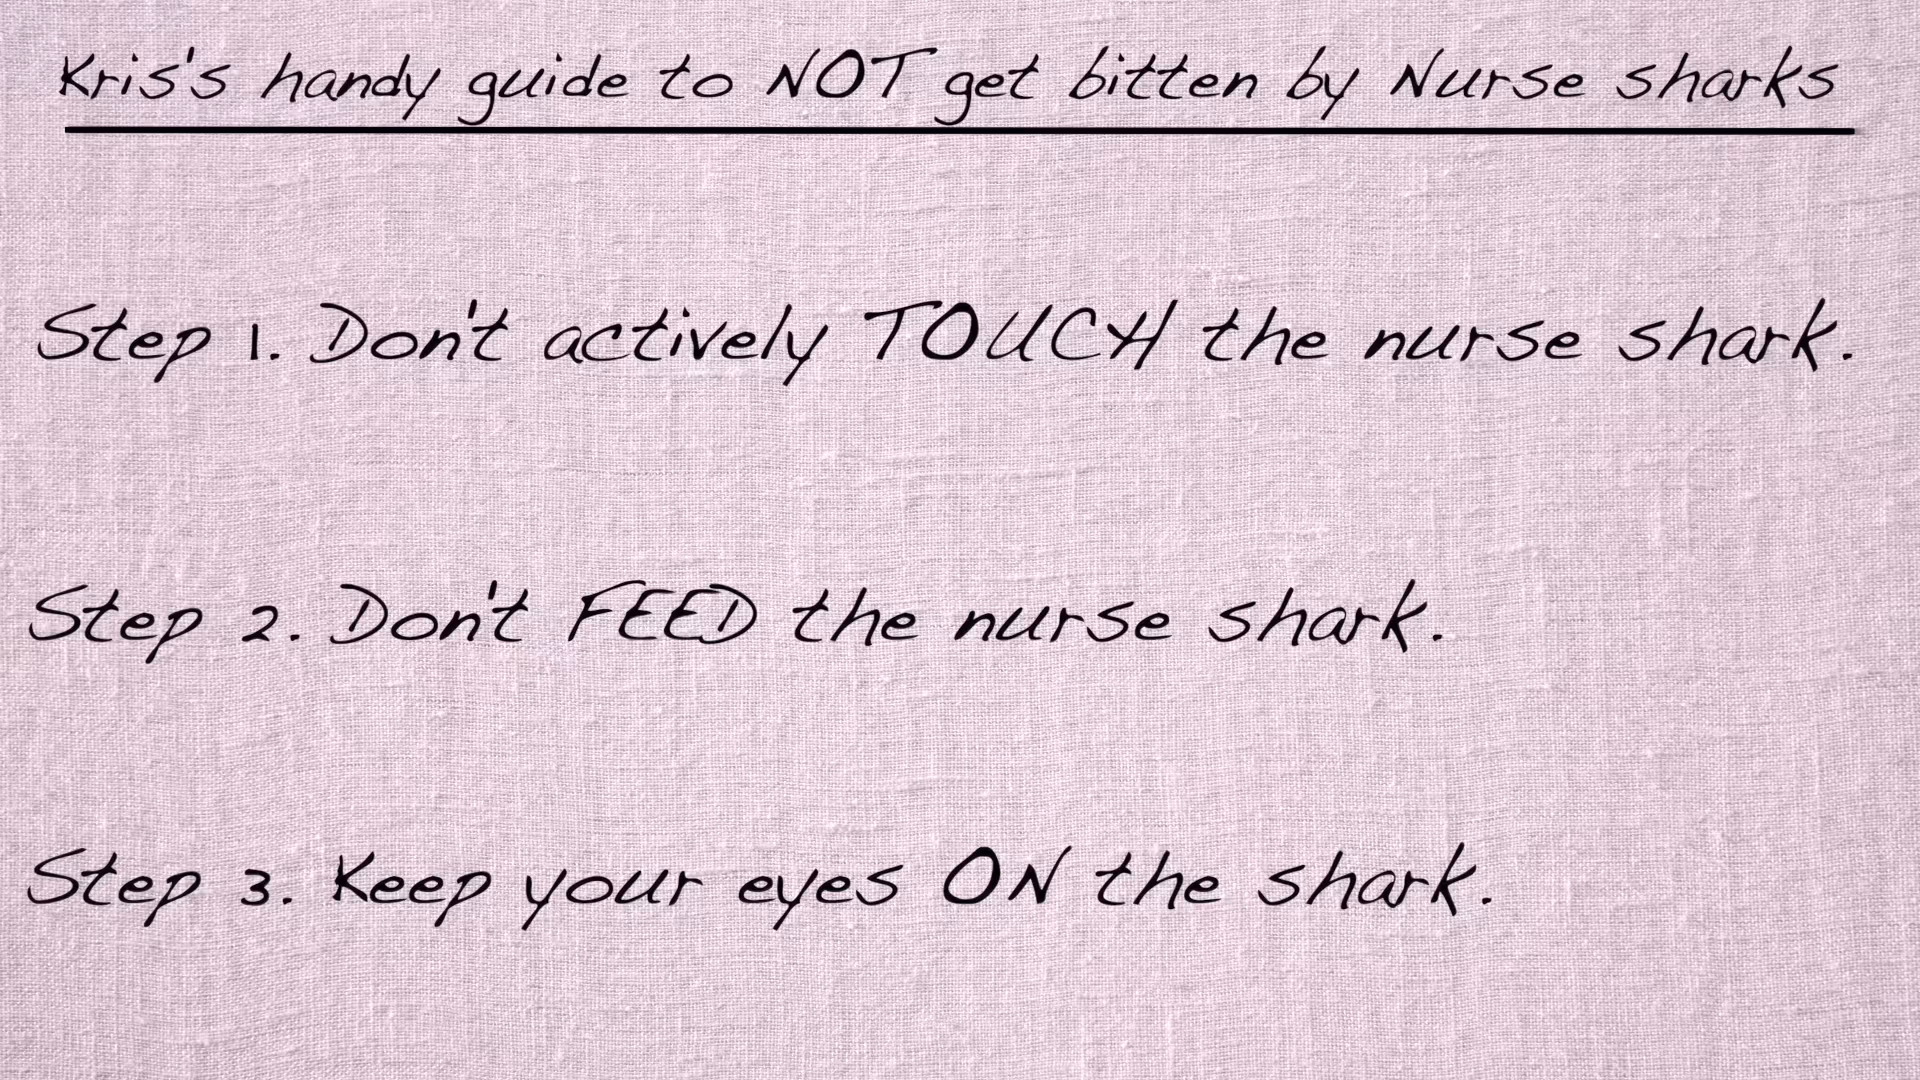 Kris's handy guide to NOT get bitten by Nurse sharks
Step 1. Don't actively TOUCH the nurse shark.
Step 2. Don't FEED the nurse shark.
Step 3. Keep your eyes ON the shark.